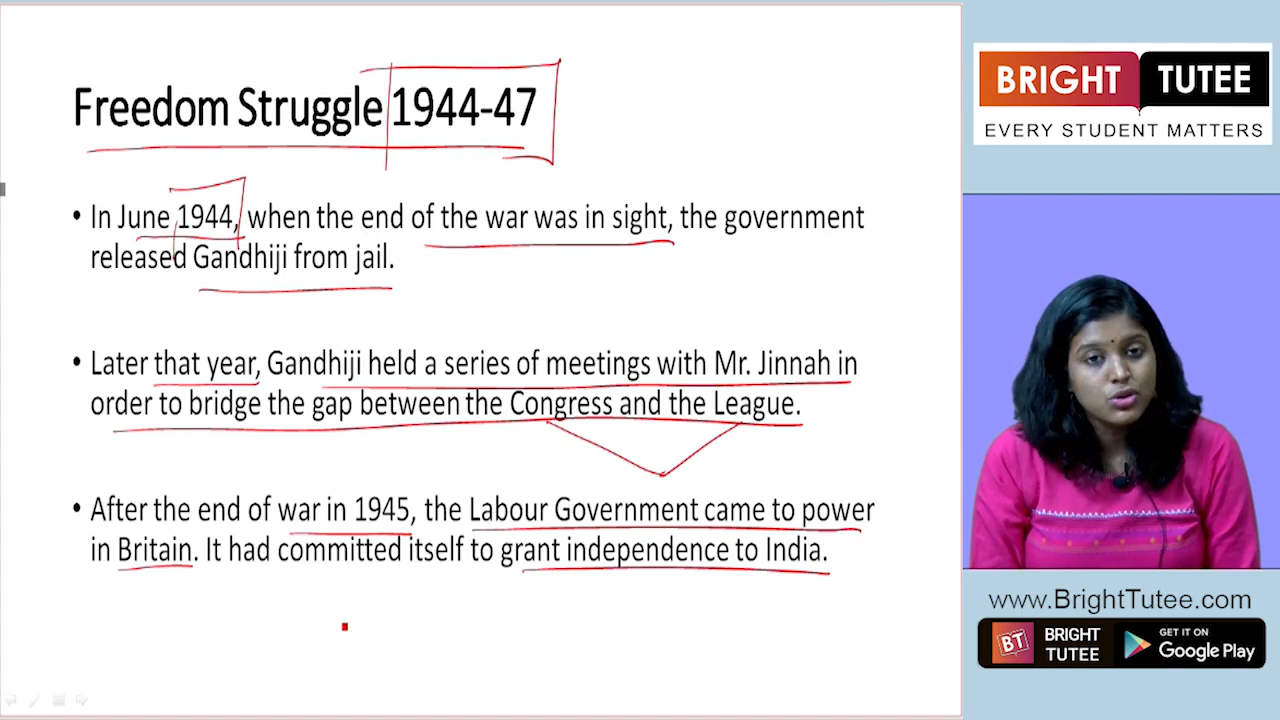 Freedom Struggle 1944-47
• In June 1944, when the end of the war was in sight, the government
released Gandhiji from jail.
• Later that year, Gandhiji held a series of meetings with Mr. Jinnah in
order to bridge the gap between the Congress and the League.
• After the end of war in 1945, the Labour Government came to power
in Britain. It had committed itself to grant independence to India.
BRIGHT TUTEE
EVERY STUDENT MATTERS
www.BrightTutee.com
BT
BRIGHT
TUTEE
GET IT ON
Google Play